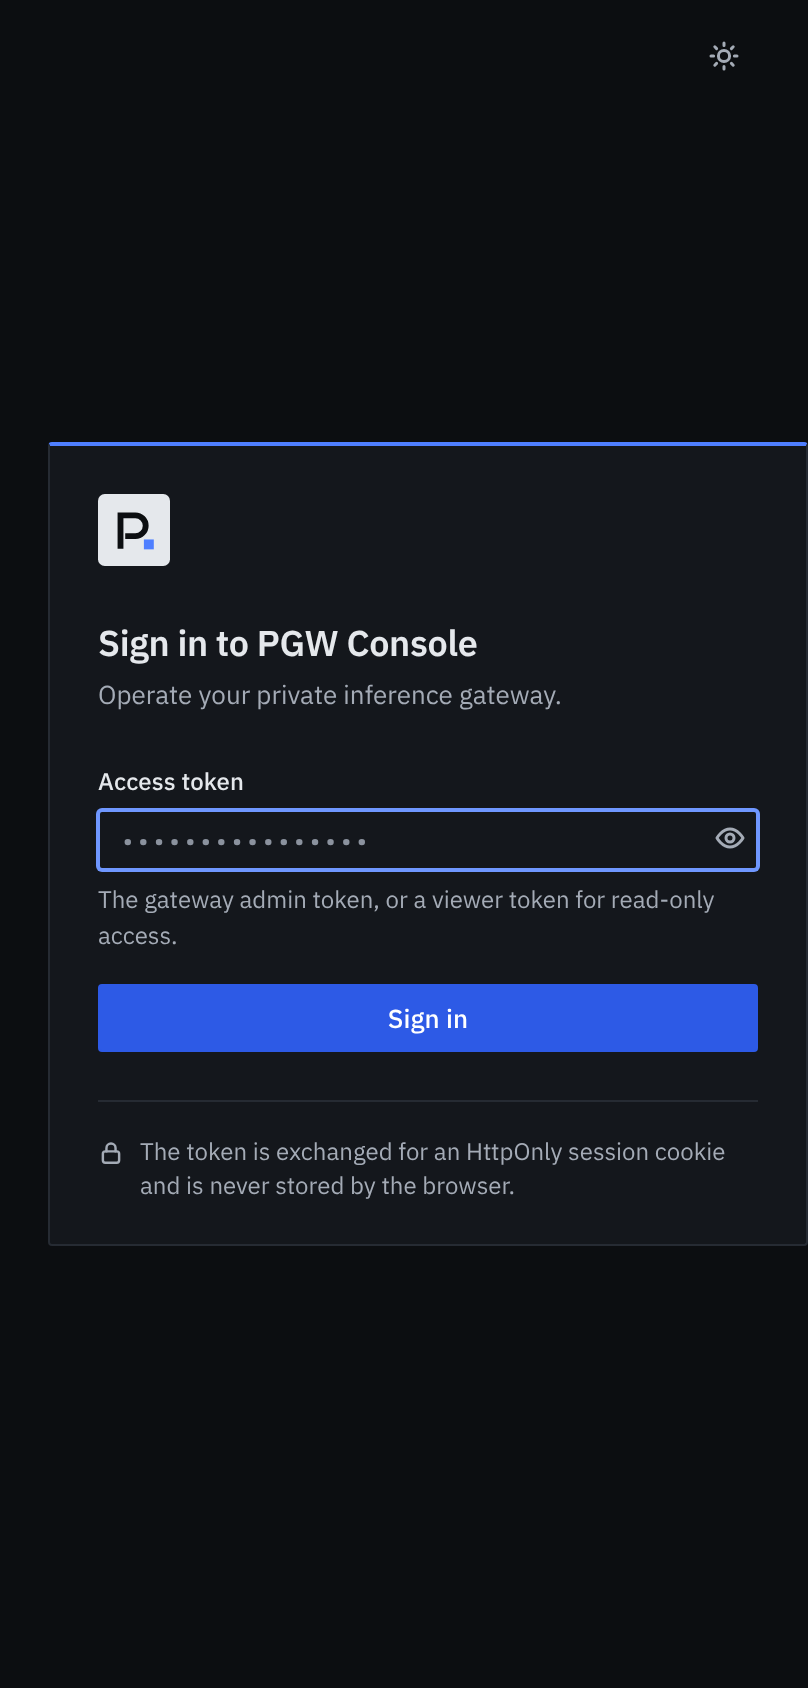 P.
Sign in to PGW Console
Operate your private inference gateway.
Access token
••••••••••••••••
The gateway admin token, or a viewer token for read-only
access.
Sign in
The token is exchanged for an HttpOnly session cookie
and is never stored by the browser.